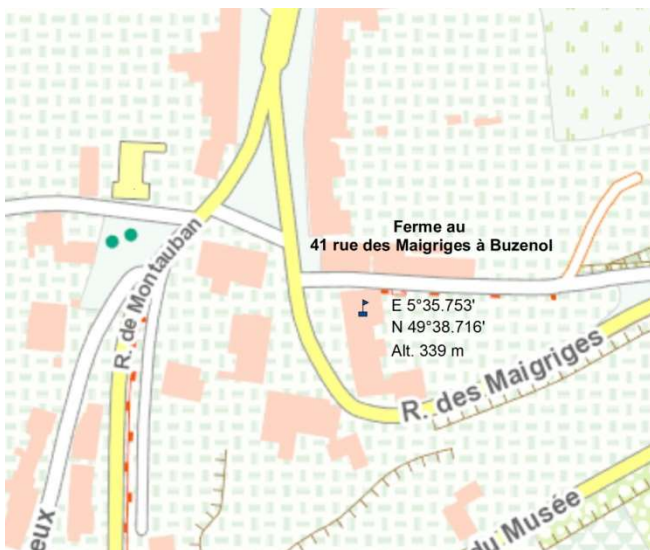 R. de Montauban
Ferme au
41 rue des Maigriges à Buzenol
E 5°35.753'
N 49°38.716'
Alt. 339 m
R. des Maigriges
du Musée
eux